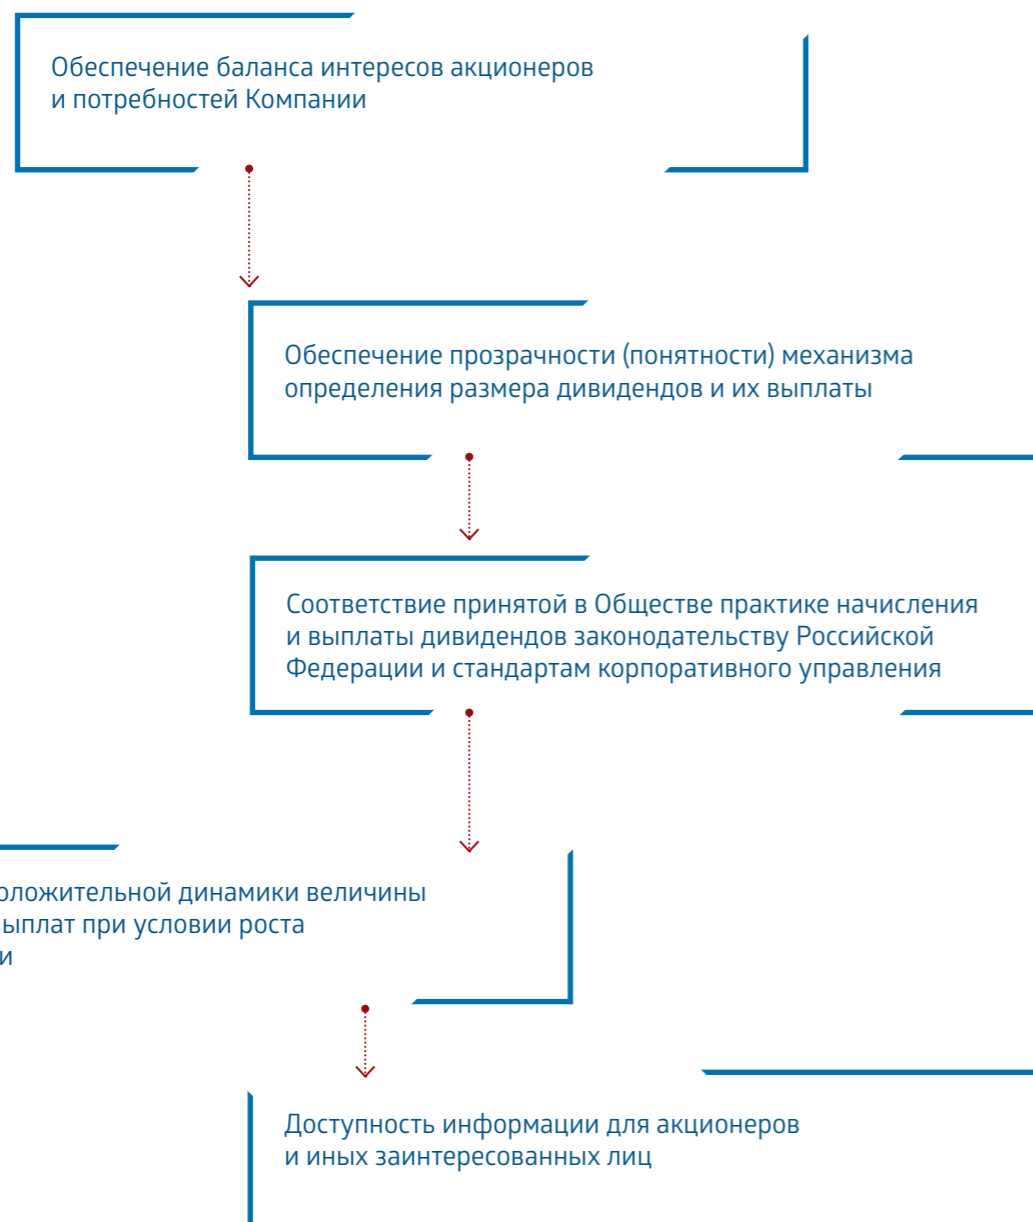 Обеспечение баланса интересов акционеров
и потребностей Компании
Обеспечение прозрачности (понятности) механизма
определения размера дивидендов и их выплаты
Соответствие принятой в Обществе практике начисления
и выплаты дивидендов законодательству Российской
Федерации и стандартам корпоративного управления
оложительной динамики величины
ыплат при условии роста
и
Доступность информации для акционеров
и иных заинтересованных лиц